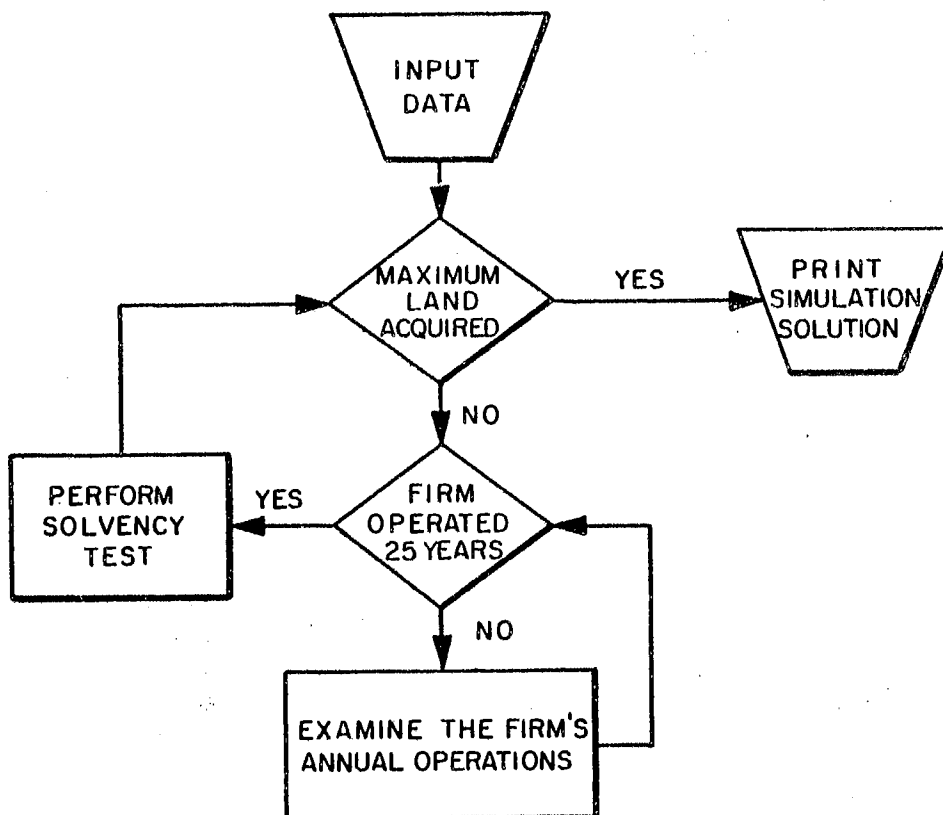 INPUT
DATA
MAXIMUM
LAND
ACQUIRED
YES
PRINT
SIMULATION
SOLUTION
NO
FIRM
OPERATED
25 YEARS
YES
PERFORM
SOLVENCY
TEST
NO
EXAMINE THE FIRM'S
ANNUAL OPERATIONS